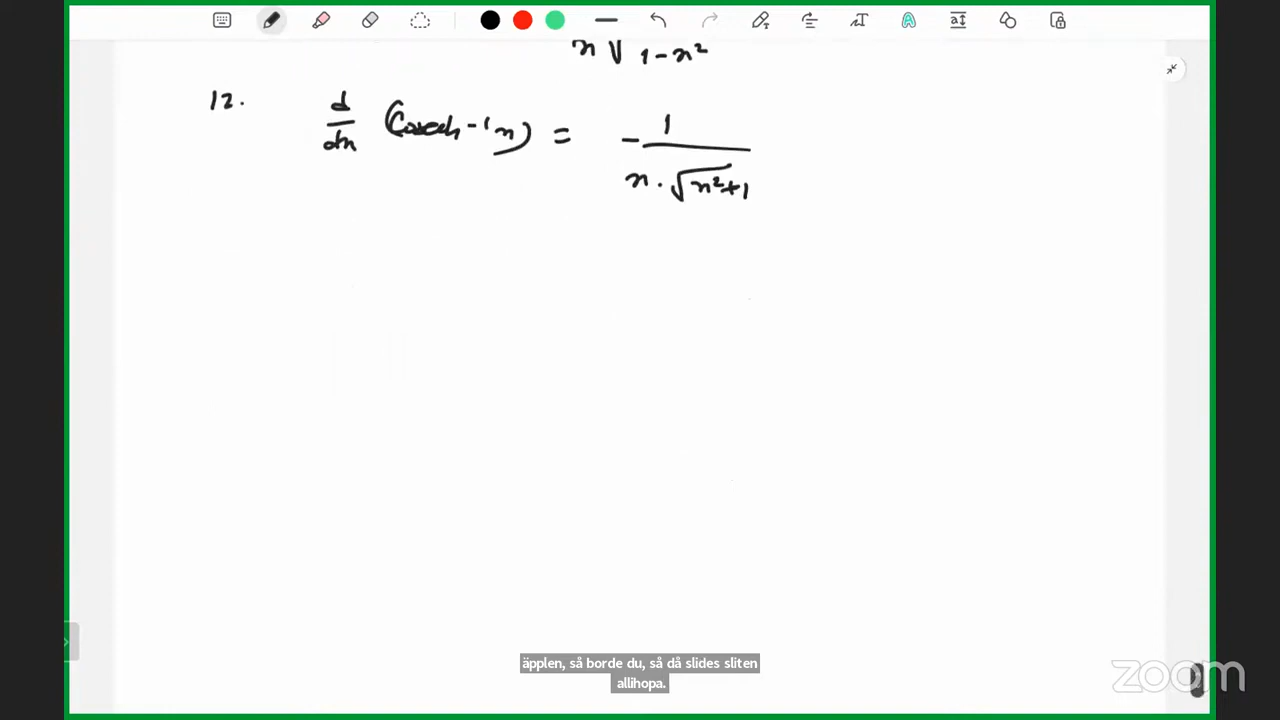 x√1-x²
12. d/dx (Cosech-1x) = - 1/x.√x²+1
äpplen, så borde du, så då slides sliten
allihopa.
zoom